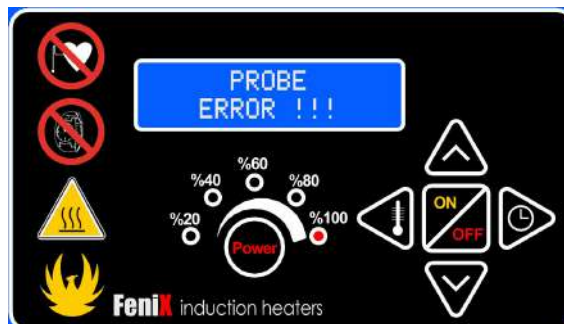 PROBE
ERROR !!!
%20
%40
%60
%80
%100
Power
ON
OFF
FeniX induction heaters